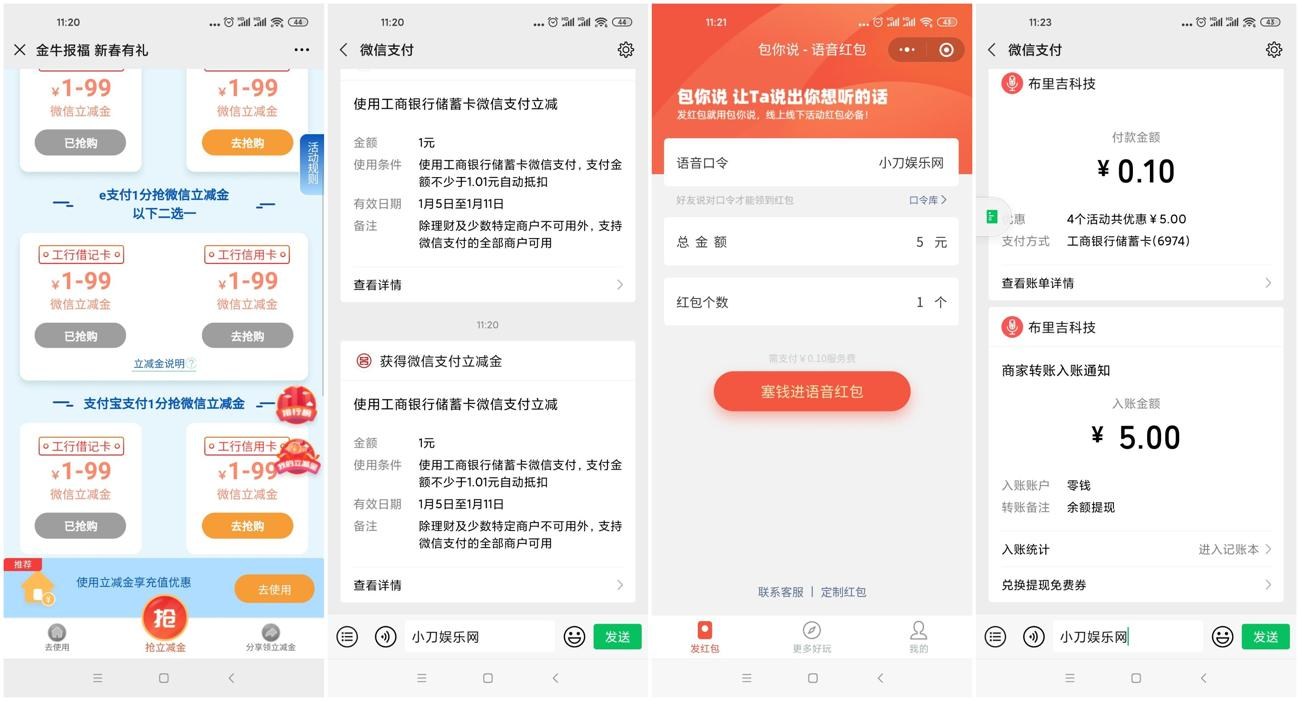 11:20
44
金牛报福 新春有礼
¥1-99
微信立减金
已抢购
¥1-99
微信立减金
去抢购
活动规则
e支付1分抢微信立减金
以下二选一
工行借记卡
¥1-99
微信立减金
已抢购
工行信用卡
¥1-99
微信立减金
去抢购
立减金说明?
支付宝支付1分抢微信立减金
排行榜
工行借记卡
¥1-99
微信立减金
已抢购
工行信用卡
¥1-99
微信立减金
去抢购
我的立减金
推荐
使用立减金享充值优惠
去使用
抢
去使用
抢立减金
分享领立减金
11:20
44
微信支付
使用工商银行储蓄卡微信支付立减
金额 1元
使用条件 使用工商银行储蓄卡微信支付，支付金
额不少于1.01元自动抵扣
有效日期 1月5日至1月11日
备注 除理财及少数特定商户不可用外，支持
微信支付的全部商户可用
查看详情
11:20
获得微信支付立减金
使用工商银行储蓄卡微信支付立减
金额 1元
使用条件 使用工商银行储蓄卡微信支付，支付金
额不少于1.01元自动抵扣
有效日期 1月5日至1月11日
备注 除理财及少数特定商户不可用外，支持
微信支付的全部商户可用
查看详情
小刀娱乐网
发送
11:21
43
包你说 - 语音红包
包你说 让Ta说出你想听的话
发红包就用包你说，线上线下活动红包必备！
语音口令 小刀娱乐网
好友说对口令才能领到红包 口令库
总金额 5 元
红包个数 1 个
需支付￥0.10服务费
塞钱进语音红包
联系客服 | 定制红包
发红包
更多好玩
我的
11:23
43
微信支付
布里吉科技
付款金额
¥0.10
优惠 4个活动共优惠￥5.00
支付方式 工商银行储蓄卡(6974)
查看账单详情
布里吉科技
商家转账入账通知
入账金额
¥ 5.00
入账账户 零钱
转账备注 余额提现
入账统计 进入记账本
兑换提现免费券
小刀娱乐网
发送